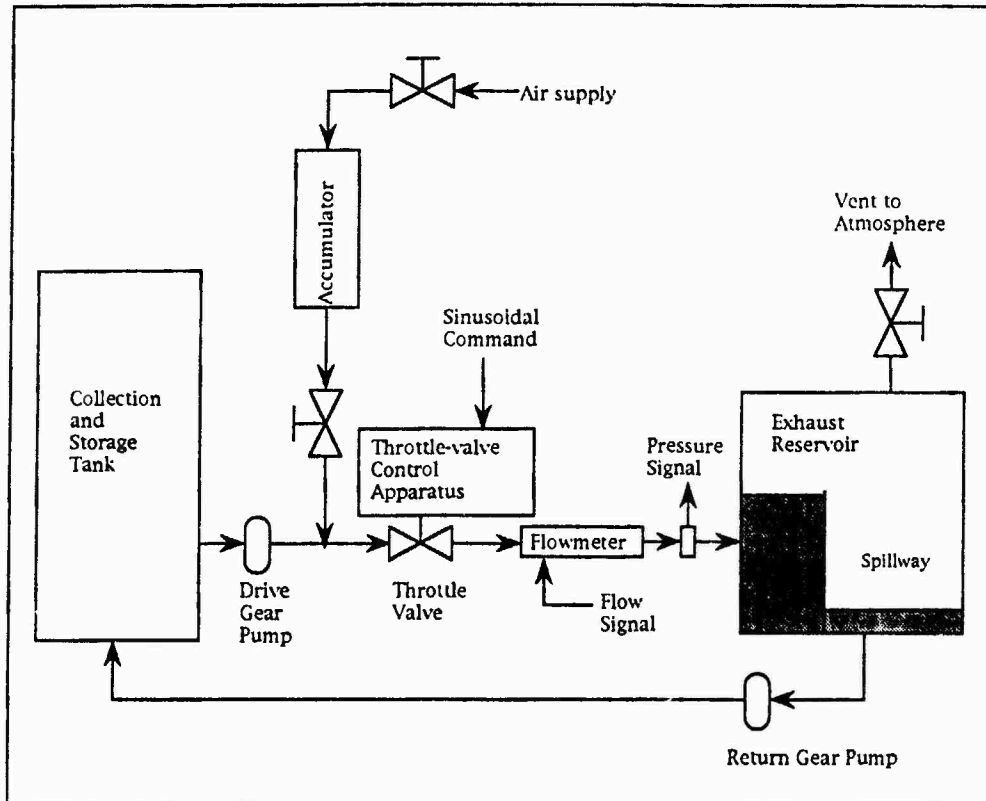 Air supply
Accumulator
Vent to
Atmosphere
Sinusoidal
Command
Collection
and
Storage
Tank
Throttle-valve
Control
Apparatus
Pressure
Signal
Exhaust
Reservoir
Flowmeter
Spillway
Drive
Gear
Pump
Throttle
Valve
Flow
Signal
Return Gear Pump